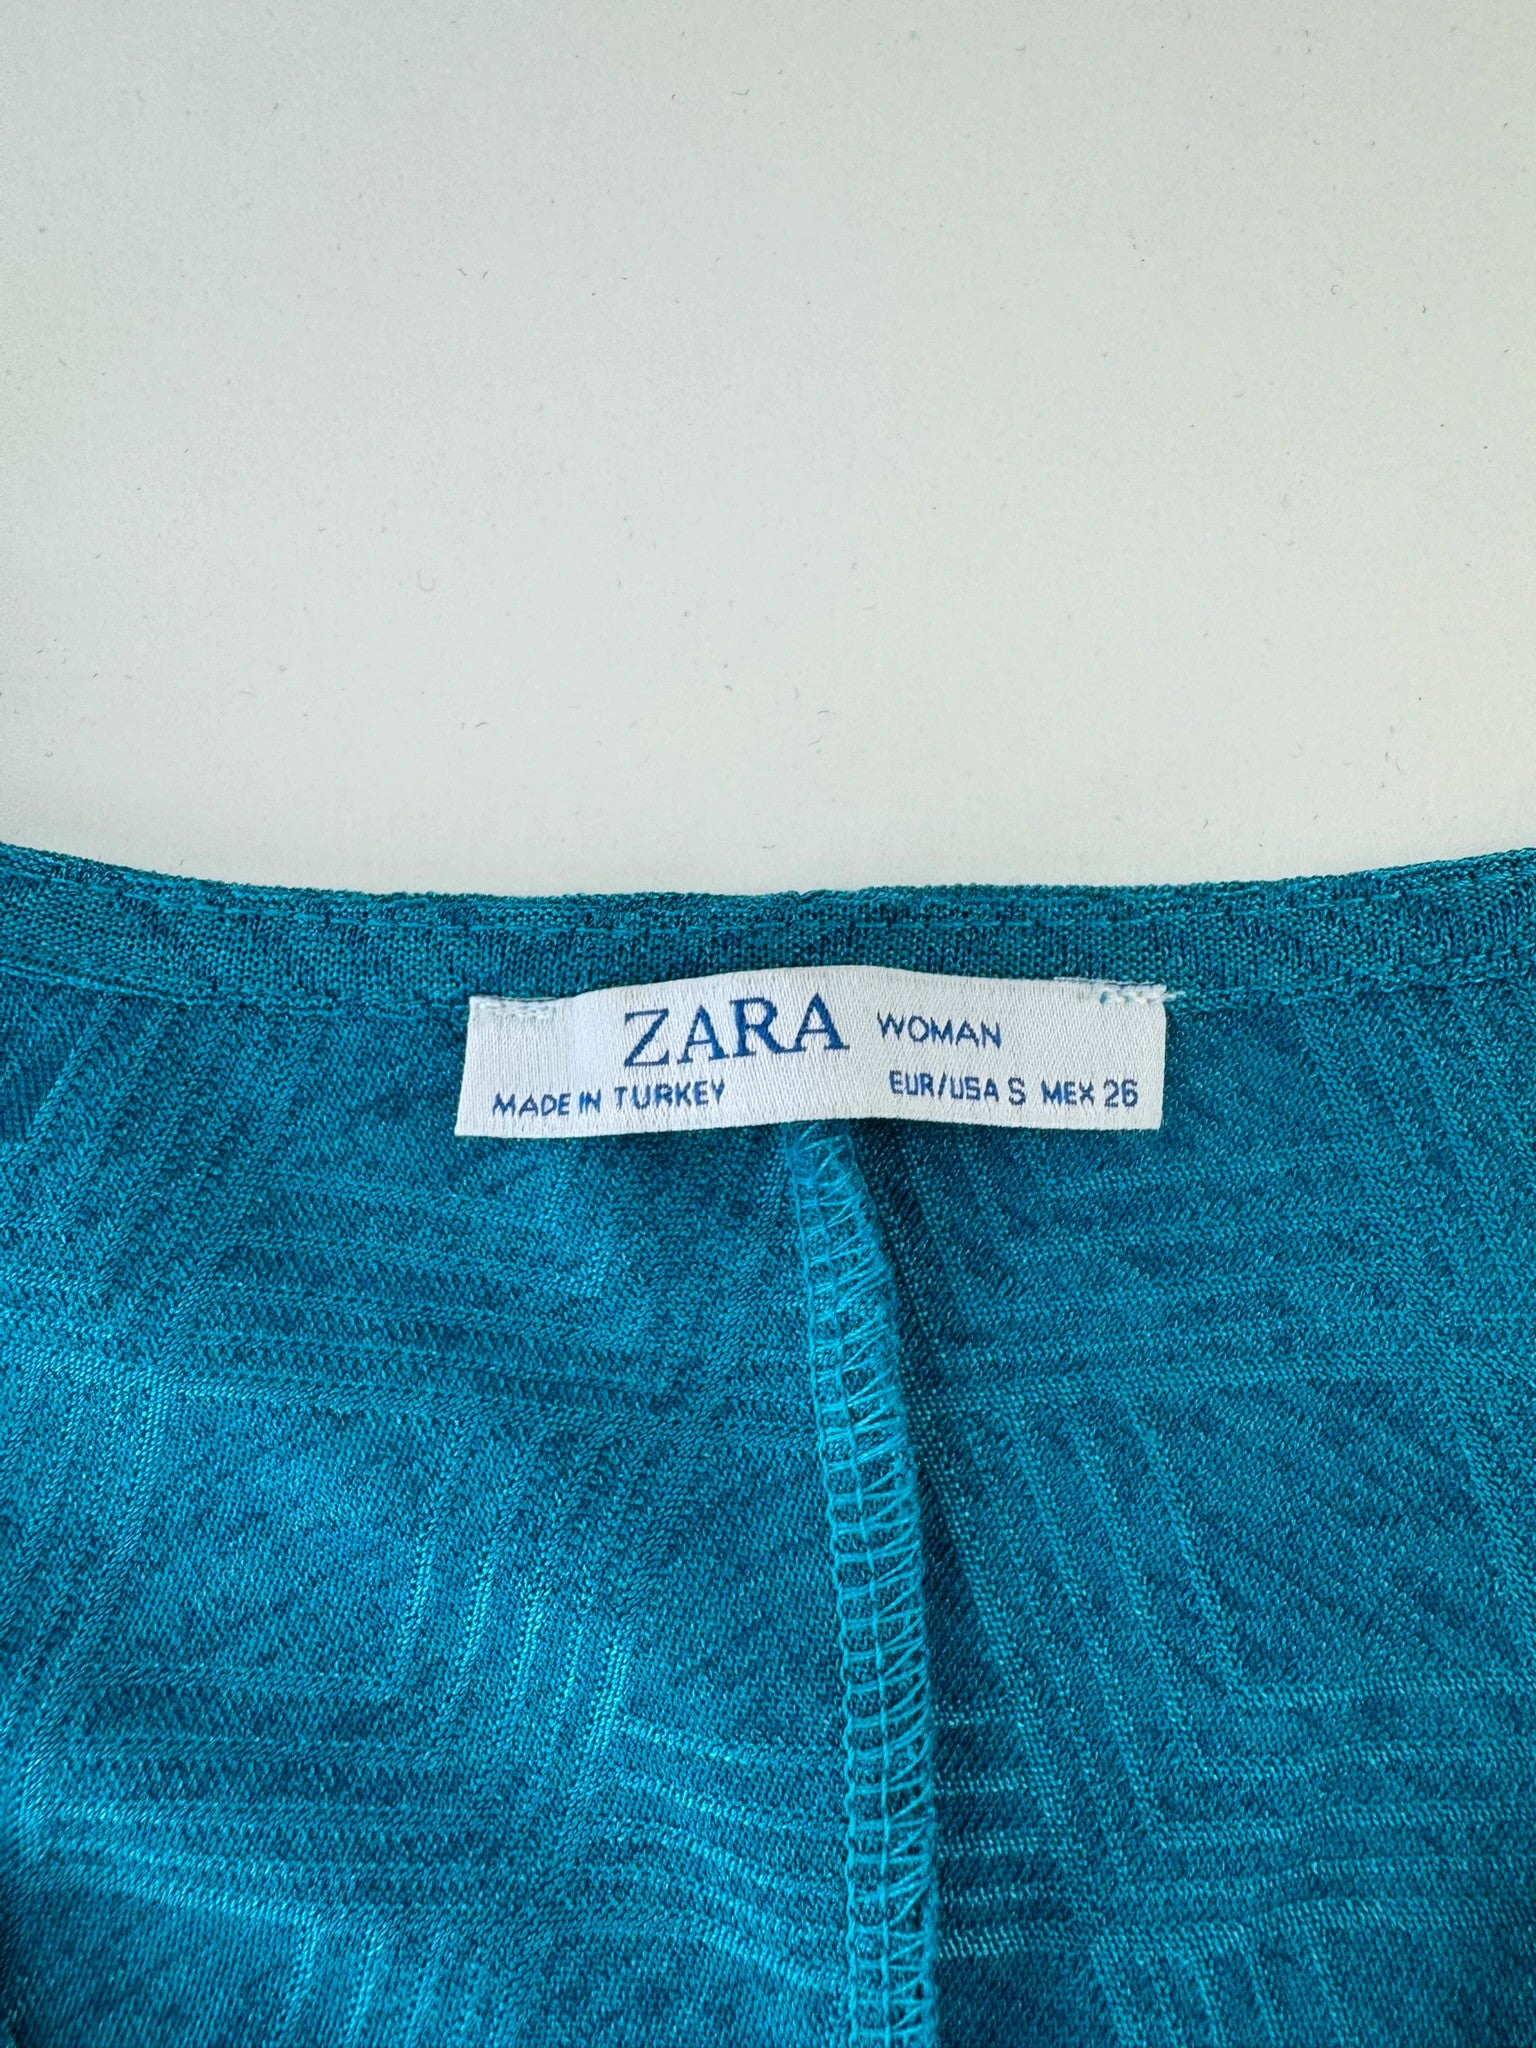 ZARA WOMAN
MADE IN TURKEY EUR/USA S MEX 26